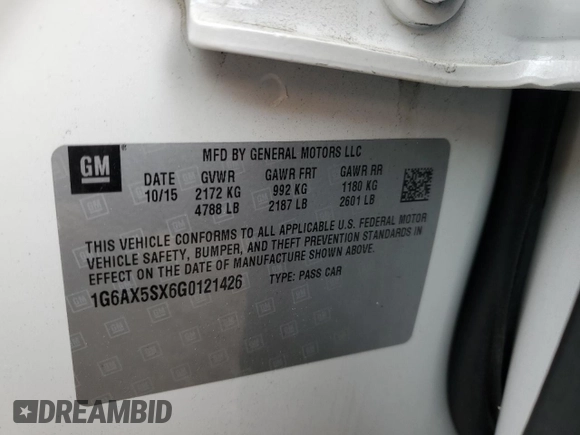 GM
MFD BY GENERAL MOTORS LLC
DATE GVWR GAWR FRT GAWR RR
10/15 2172 KG 992 KG 1180 KG
4788 LB 2187 LB 2601 LB
THIS VEHICLE CONFORMS TO ALL APPLICABLE U.S. FEDERAL MOTOR
VEHICLE SAFETY, BUMPER, AND THEFT PREVENTION STANDARDS IN
EFFECT ON THE DATE OF MANUFACTURE SHOWN ABOVE.
1G6AX5SX6G0121426 TYPE: PASS CAR
DREAMBID